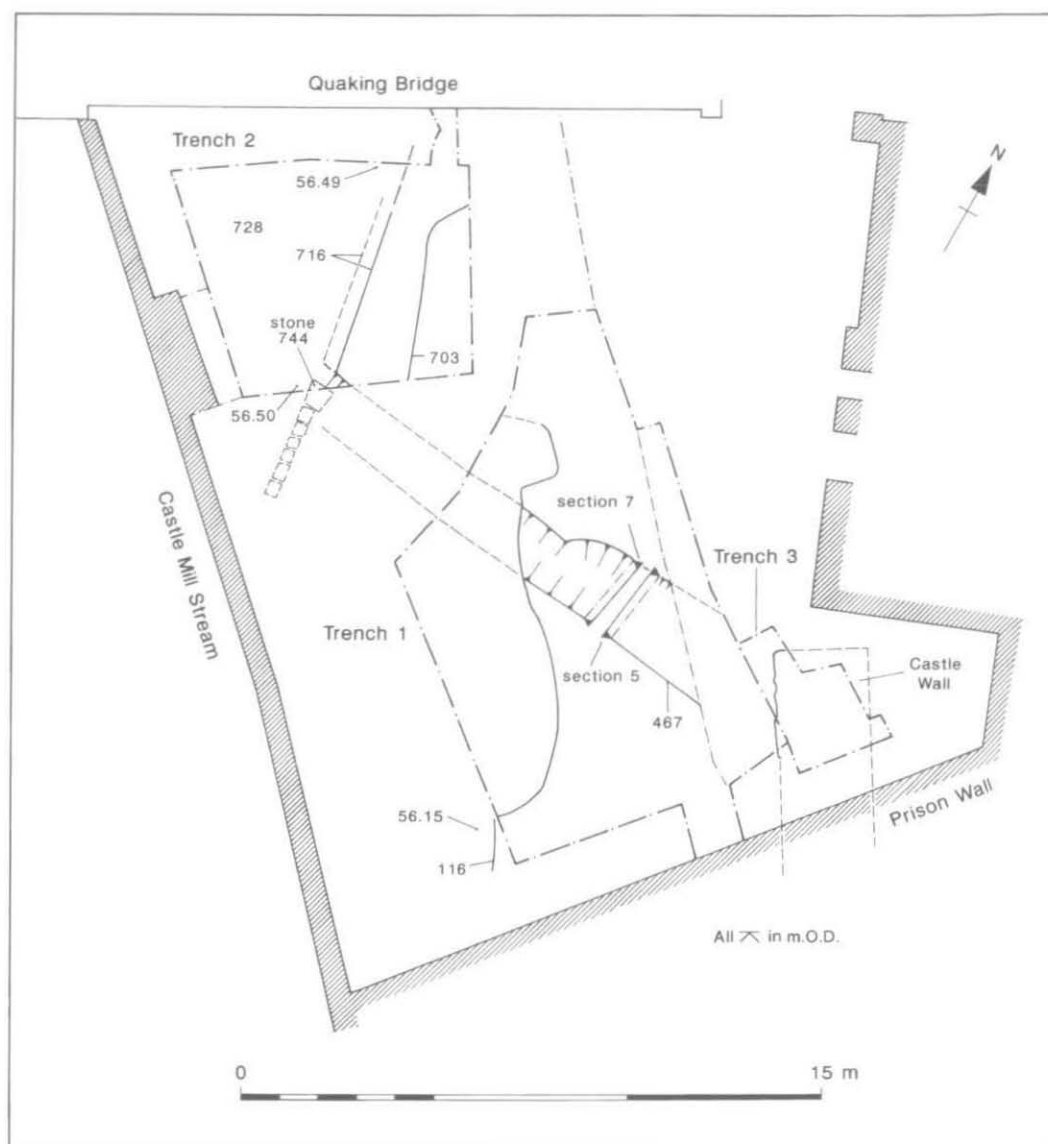 Quaking Bridge
Trench 2
56.49
N
728
716
stone
744
703
56.50
Castle Mill Stream
section 7
Trench 3
Trench 1
Castle
Wall
section 5
467
56.15
Prison Wall
116
All in m.O.D.
0
15 m